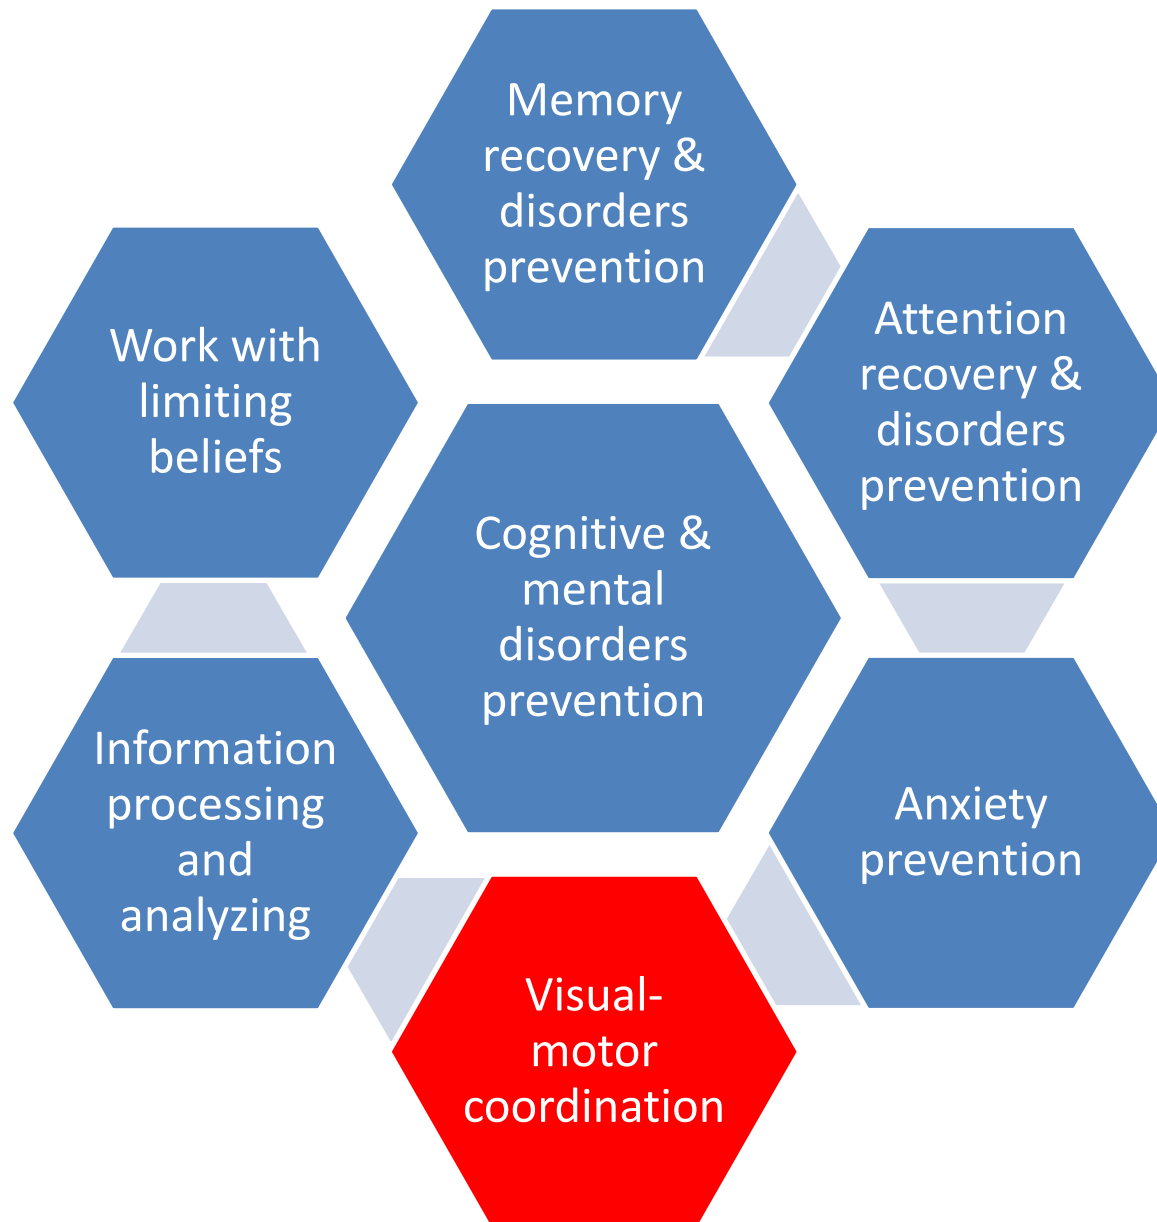 Memory
recovery &
disorders
prevention
Attention
recovery &
disorders
prevention
Work with
limiting
beliefs
Cognitive &
mental
disorders
prevention
Information
processing
and
analyzing
Anxiety
prevention
Visual-
motor
coordination